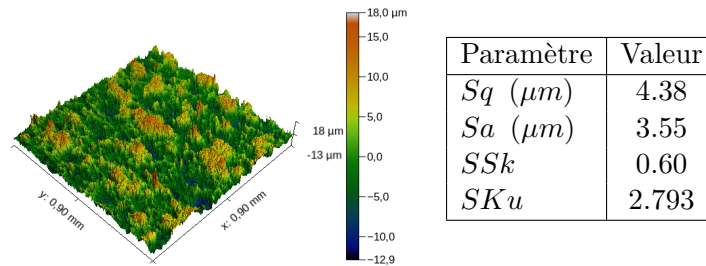 18,0 µm
15,0
10,0
5,0
0,0
−5,0
−10,0
−12,9
18 µm
-13 µm
y: 0,90 mm
x: 0,90 mm
Paramètre Valeur
Sq (µm) 4.38
Sa (µm) 3.55
SSk 0.60
SKu 2.793